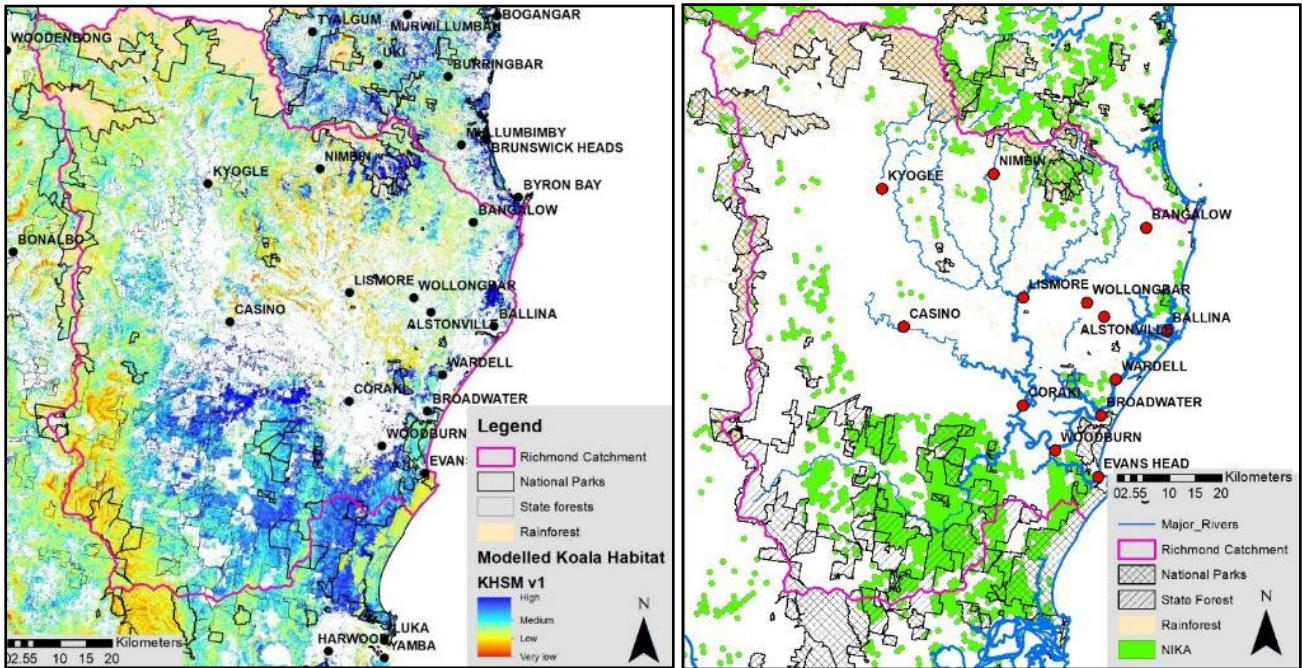 TYALGUM
BOGANGAR
MURWILLUMBAH
WOODENBONG
UKI
BURRINGBAR
MULLUMBIMBY
BRUNSWICK HEADS
NIMBIN
KYOGLE
BYRON BAY
BANGALOW
BONALBO
LISMORE
WOLLONGBAR
CASINO
ALSTONVILLE
BALLINA
WARDELL
CORAKI
BROADWATER
WOODBURN
EVANS
Legend
Richmond Catchment
National Parks
State forests
Rainforest
Modelled Koala Habitat
KHSM v1
High
Medium
Low
Very low
N
HARWOOD
LUKA
YAMBA
Kilometers
02.55 10 15 20
NIMBIN
KYOGLE
BANGALOW
LISMORE
WOLLONGBAR
CASINO
ALSTONVILLE
BALLINA
WARDELL
CORAKI
BROADWATER
WOODBURN
EVANS HEAD
Kilometers
02.55 10 15 20
Major_Rivers
Richmond Catchment
National Parks
State Forest
Rainforest
NIKA
N